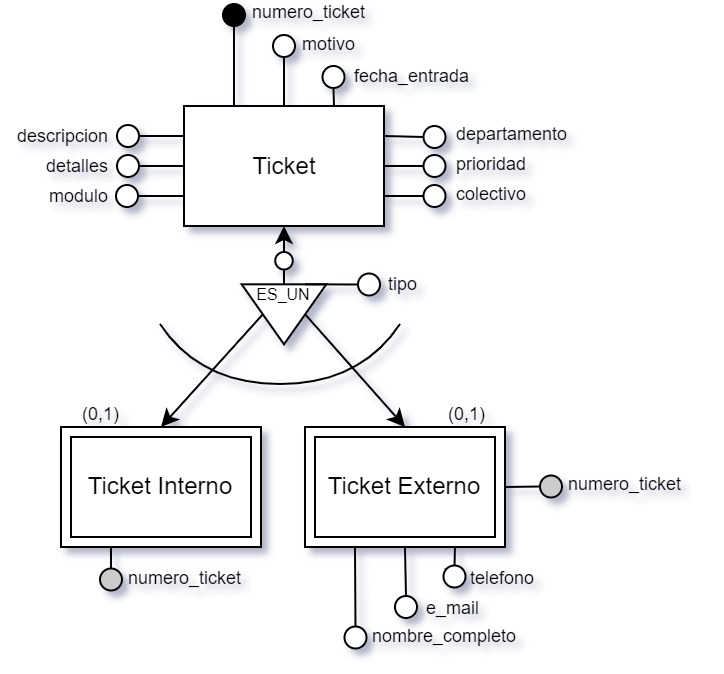 numero_ticket
motivo
fecha_entrada
descripcion
departamento
detalles
Ticket
prioridad
modulo
colectivo
ES_UN
tipo
(0,1)
(0,1)
Ticket Interno
Ticket Externo
numero_ticket
numero_ticket
telefono
e_mail
nombre_completo